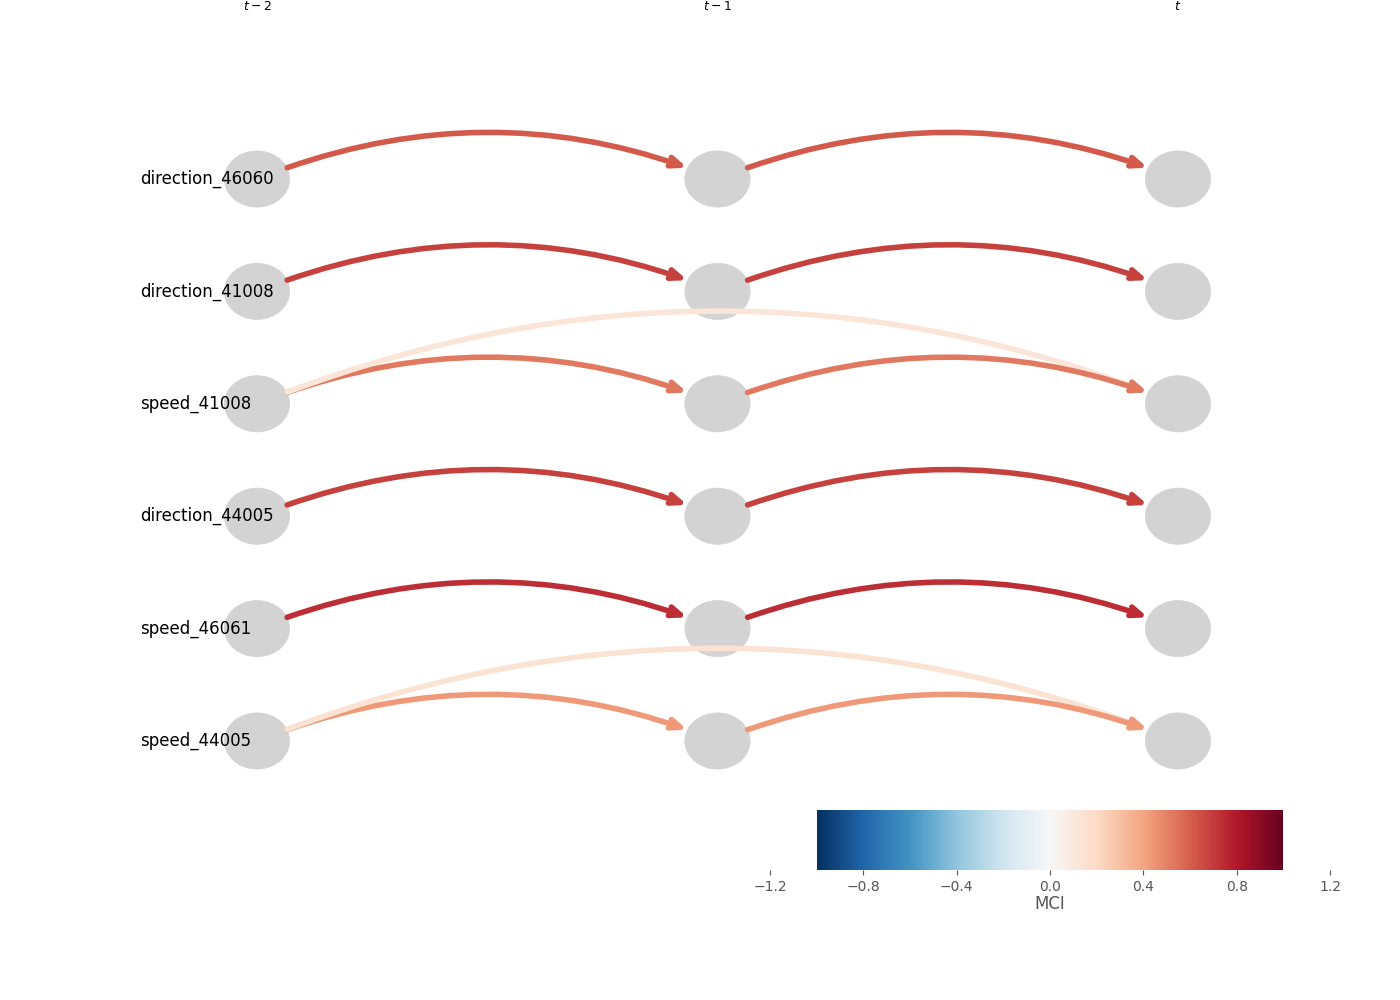 t − 2 t − 1 t
direction_46060
direction_41008
speed_41008
direction_44005
speed_46061
speed_44005
−1.2 −0.8 −0.4 0.0 0.4 0.8 1.2
MCI